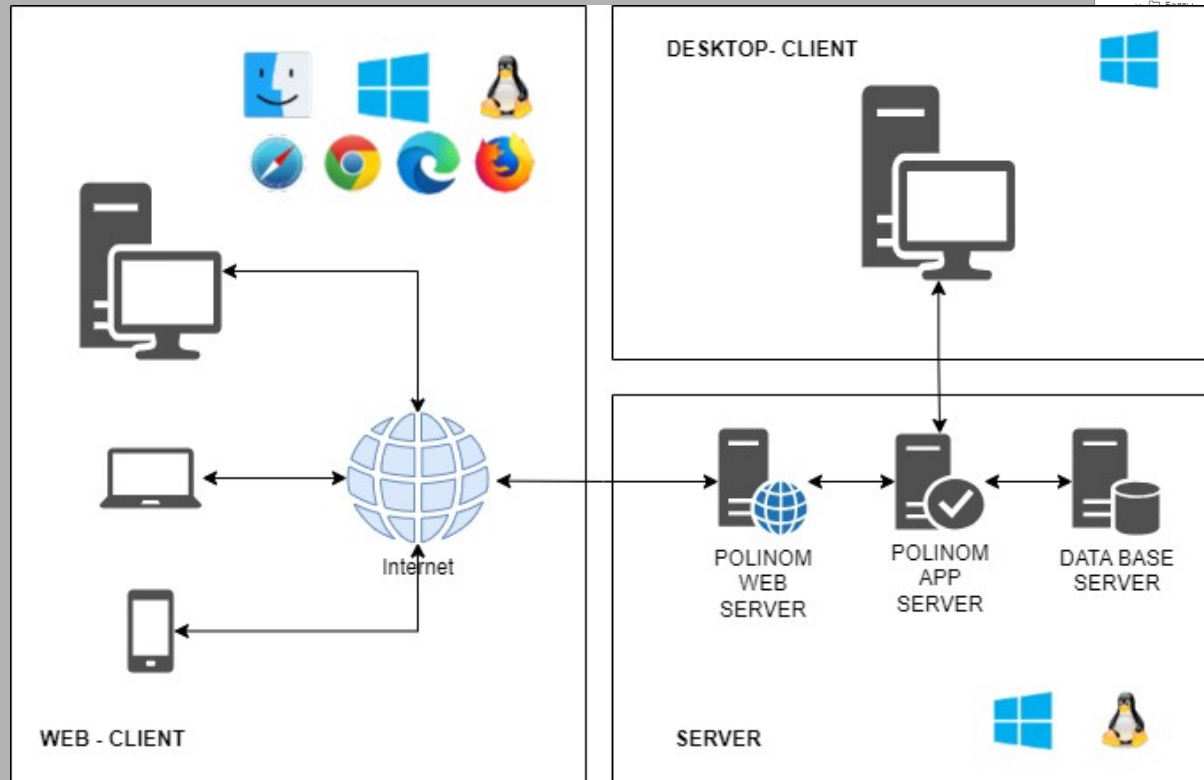 DESKTOP- CLIENT
Internet
POLINOM
WEB
SERVER
POLINOM
APP
SERVER
DATA BASE
SERVER
WEB - CLIENT
SERVER